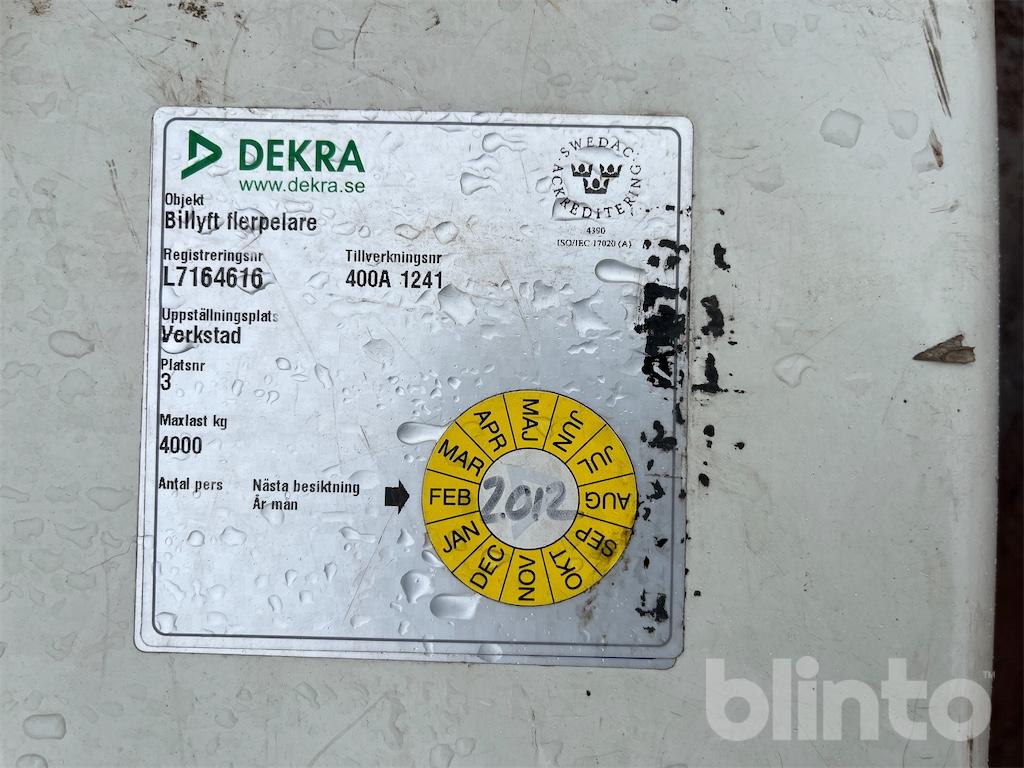 DEKRA
www.dekra.se
SWEDAC
ACKREDITERING
4390
ISO/IEC 17020 (A)
Objekt
Billyft flerpelare
Registreringsnr Tillverkningsnr
L7164616 400A 1241
Uppställningsplats
Verkstad
Platsnr
3
Maxlast kg
4000
Antal pers Nästa besiktning
År mån
JAN FEB MAR APR MAJ JUN JUL AUG SEP OKT NOV DEC
2012
blinto™